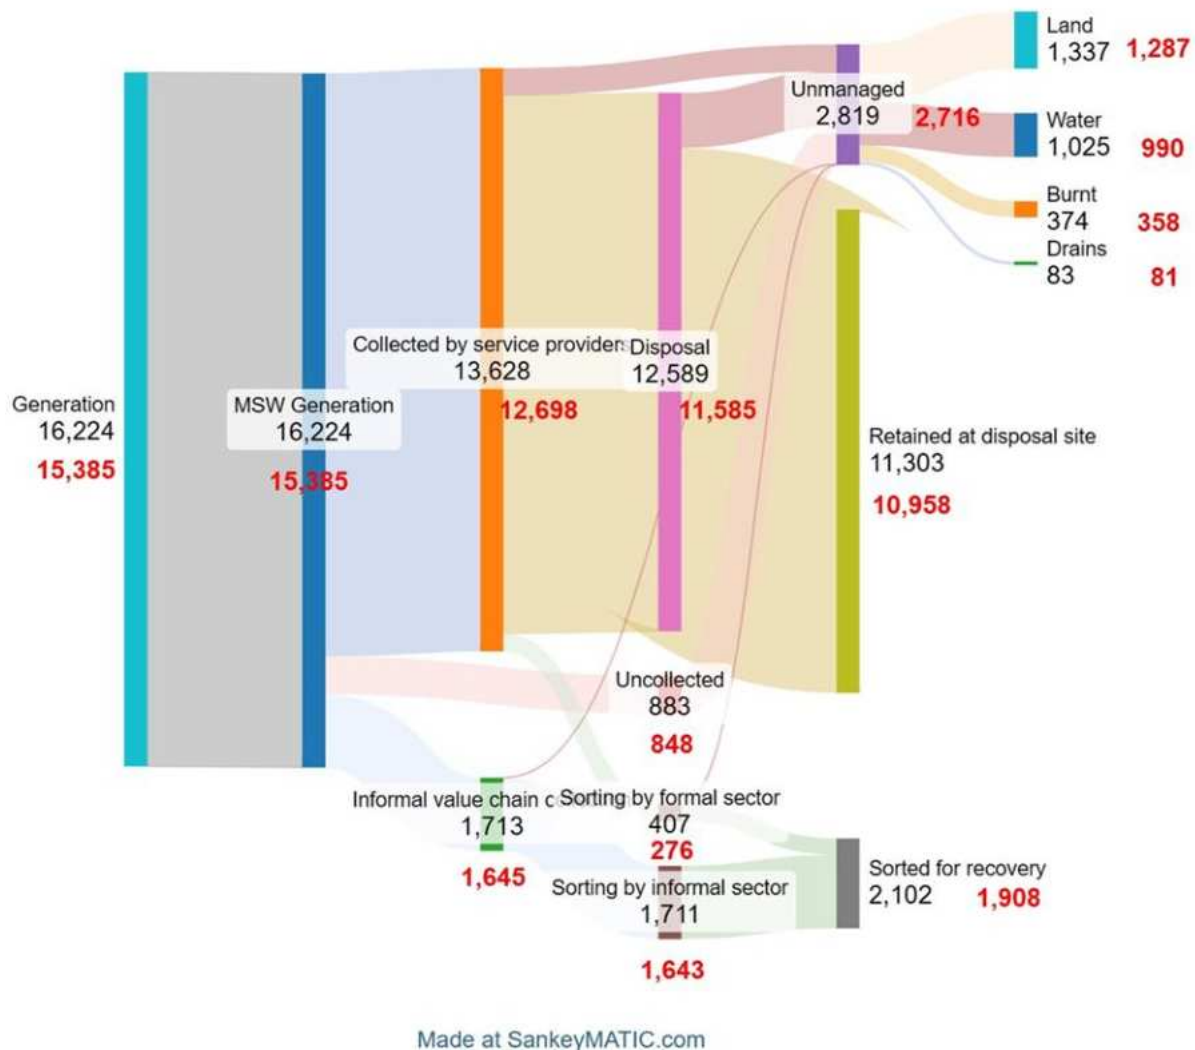 Land
1,337 1,287
Unmanaged
2,819 2,716
Water
1,025 990
Burnt
374 358
Drains
83 81
Collected by service providers
13,628
12,698
Disposal
12,589
11,585
Generation
16,224
15,385
MSW Generation
16,224
15,385
Retained at disposal site
11,303
10,958
Uncollected
883
848
Informal value chain
1,713
1,645
Sorting by formal sector
407
276
Sorting by informal sector
1,711
1,643
Sorted for recovery
2,102 1,908
Made at SankeyMATIC.com